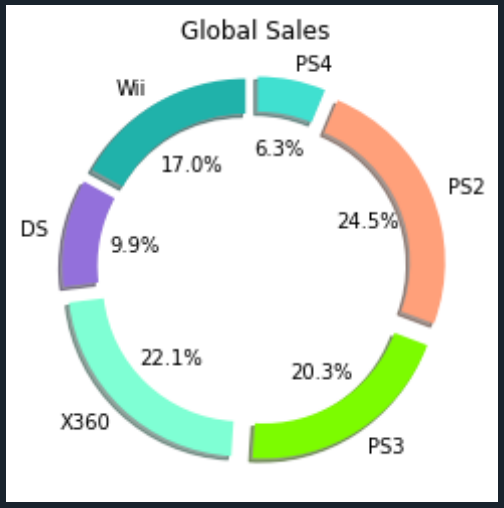 Global Sales
PS4
6.3%
PS2
24.5%
PS3
20.3%
X360
22.1%
DS
9.9%
Wii
17.0%